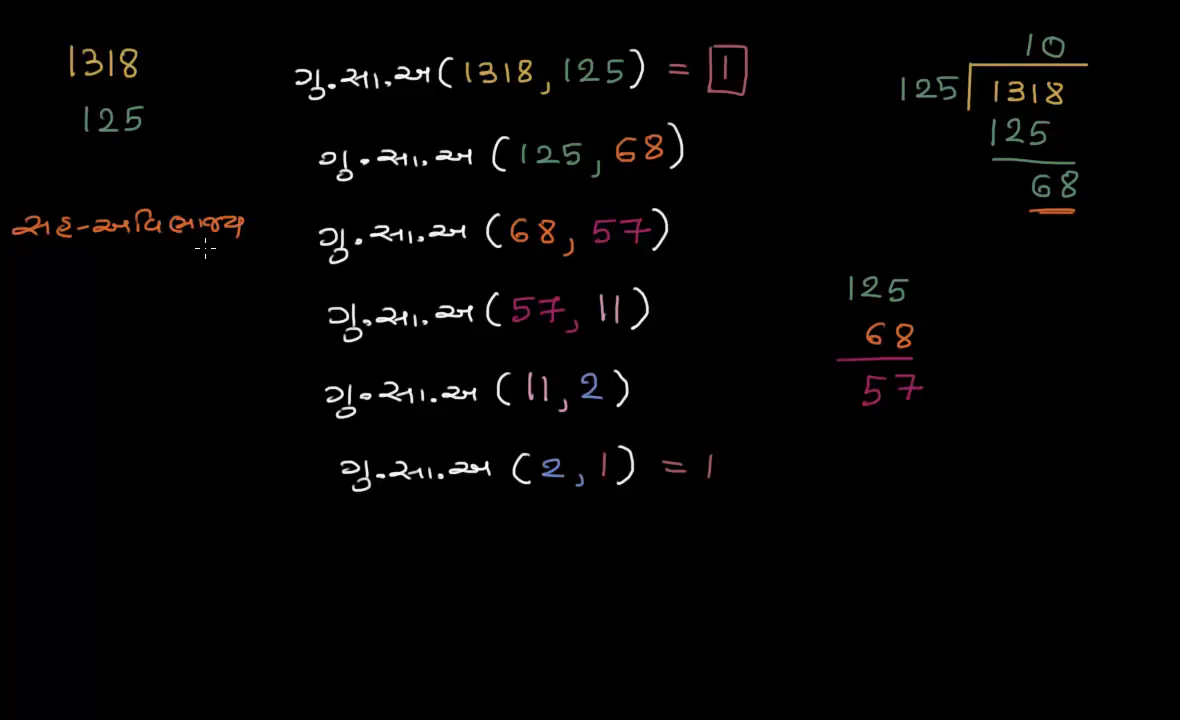 1318
125
સહ-અવિભાજ્ય
ગુ.સા.અ(1318, 125) = 1
ગુ.સા.અ (125, 68)
ગુ.સા.અ (68, 57)
ગુ.સા.અ (57, 11)
ગુ.સા.અ (11, 2)
ગુ.સા.અ (2, 1) = 1
10
125 1318
125
68
125
68
57